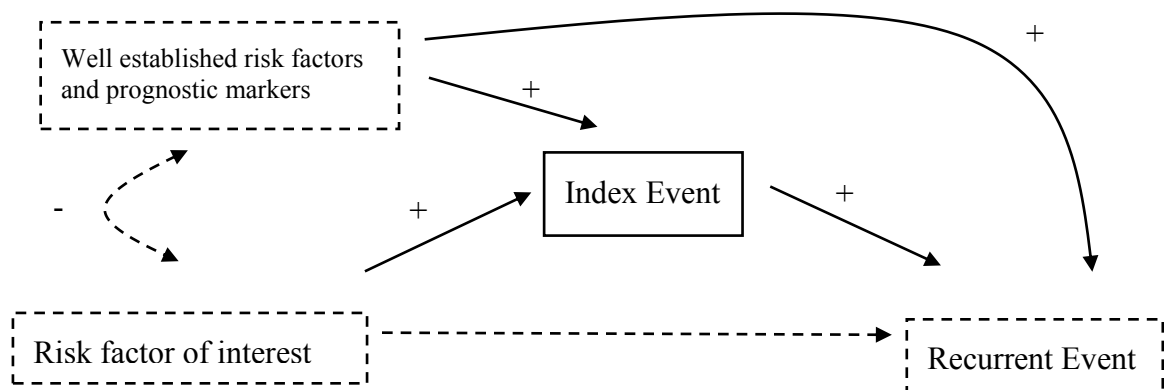 Well established risk factors
and prognostic markers
+
+
Index Event
-
+
+
Risk factor of interest
Recurrent Event